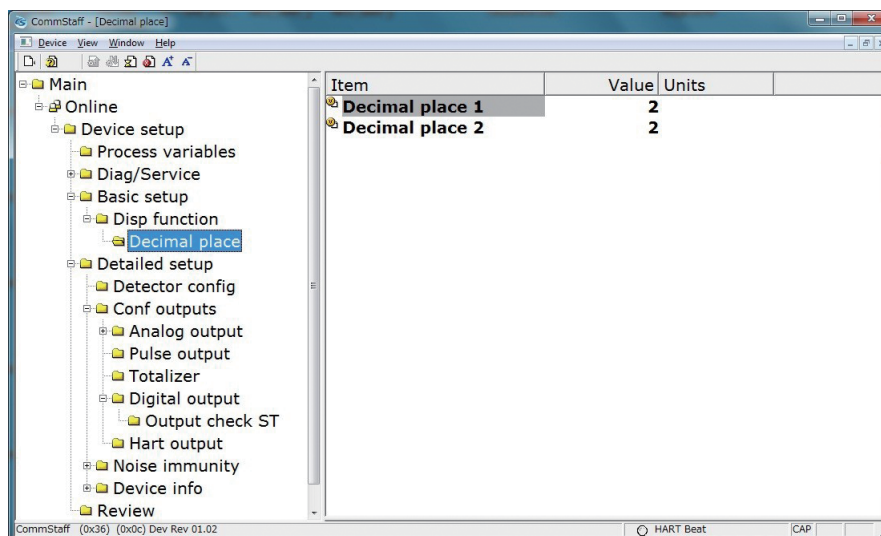 CommStaff - [Decimal place]
Device View Window Help
Main
Online
Device setup
Process variables
Diag/Service
Basic setup
Disp function
Decimal place
Detailed setup
Detector config
Conf outputs
Analog output
Pulse output
Totalizer
Digital output
Output check ST
Hart output
Noise immunity
Device info
Review
Item Value Units
Decimal place 1 2
Decimal place 2 2
CommStaff (0x36) (0x0c) Dev Rev 01.02 HART Beat CAP